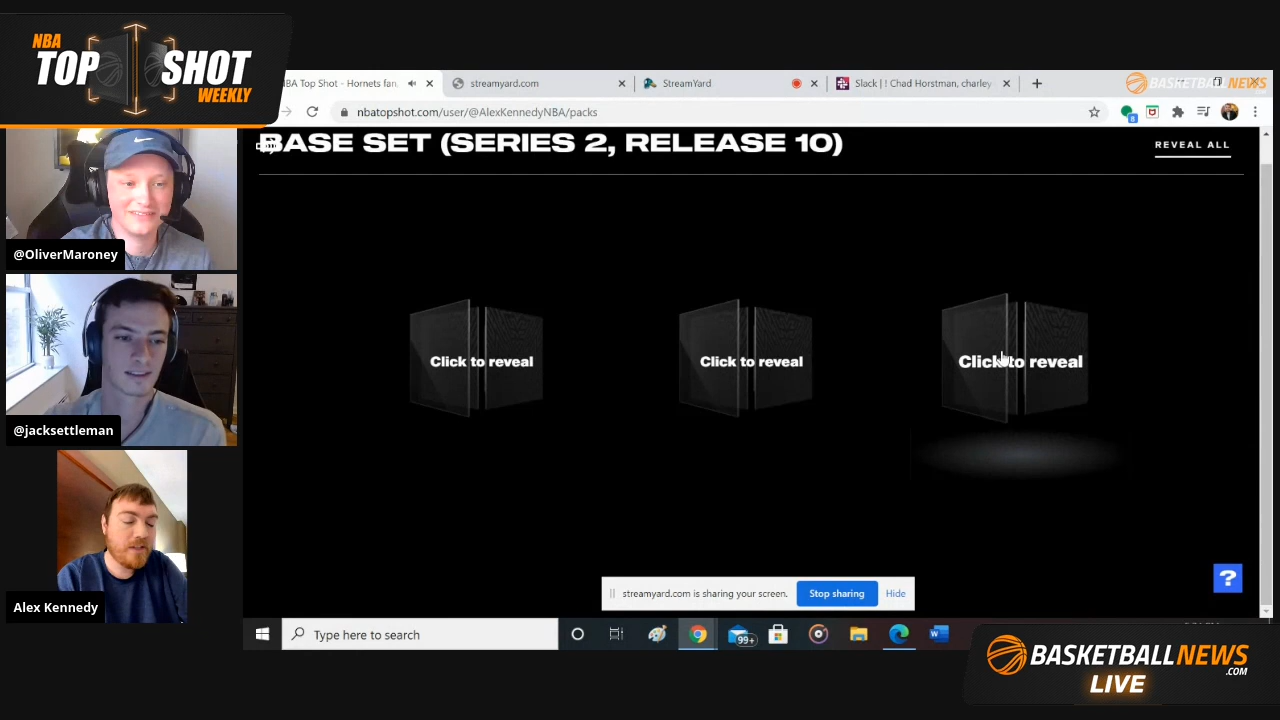 NBA
TOP SHOT
WEEKLY
NBA Top Shot - Hornets fan
streamyard.com
StreamYard
Slack | ! Chad Horstman, charley
BASKETBALLNEWS
nbatopshot.com/user/@AlexKennedyNBA/packs
BASE SET (SERIES 2, RELEASE 10)
REVEAL ALL
@OliverMaroney
Click to reveal
Click to reveal
Click to reveal
@jacksettleman
Alex Kennedy
?
streamyard.com is sharing your screen.
Stop sharing
Hide
Type here to search
99+
BASKETBALLNEWS
.COM
LIVE